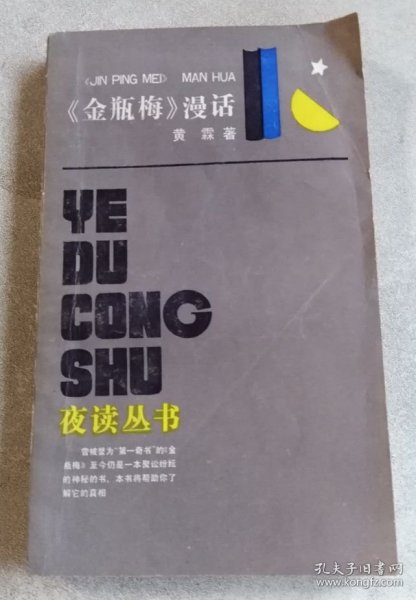 《JIN PING MEI》 MAN HUA
《金瓶梅》漫话
黄霖著
YE
DU
CONG
SHU
夜读丛书
曾被誉为“第一奇书”的《金
瓶梅》至今仍是一本聚讼纷纭
的神秘的书，本书将帮助你了
解它的真相
孔夫子旧书网
www.kongfz.com